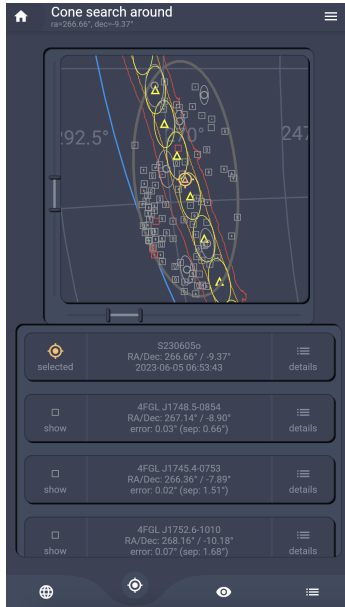 Cone search around
ra=266.66°, dec=-9.37°
292.5°
270°
247
S230605o
RA/Dec: 266.66° / -9.37°
2023-06-05 06:53:43
selected
details
4FGL J1748.5-0854
RA/Dec: 267.14° / -8.90°
error: 0.03° (sep: 0.66°)
show
details
4FGL J1745.4-0753
RA/Dec: 266.36° / -7.89°
error: 0.02° (sep: 1.51°)
show
details
4FGL J1752.6-1010
RA/Dec: 268.16° / -10.18°
error: 0.07° (sep: 1.68°)
show
details